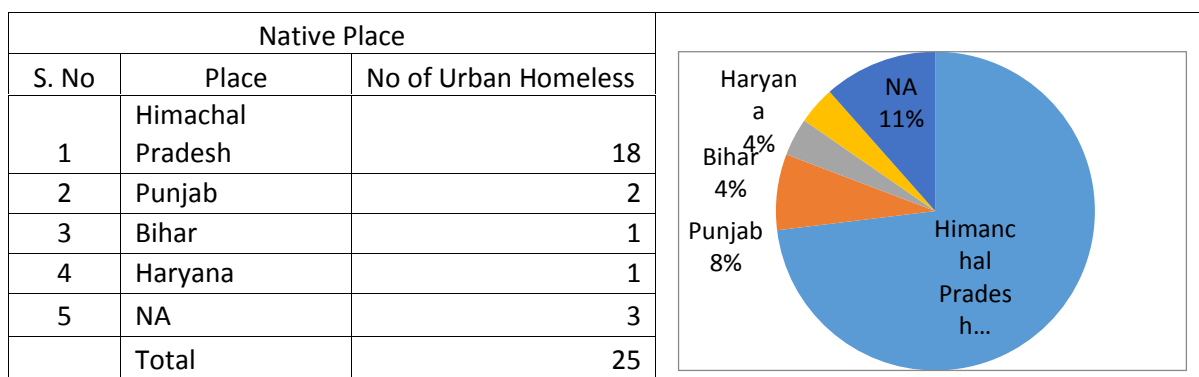 Native Place
S. No Place No of Urban Homeless
Himachal
1 Pradesh 18
2 Punjab 2
3 Bihar 1
4 Haryana 1
5 NA 3
Total 25
Haryan
a
4%
NA
11%
Bihar
4%
Punjab
8%
Himanc
hal
Prades
h...